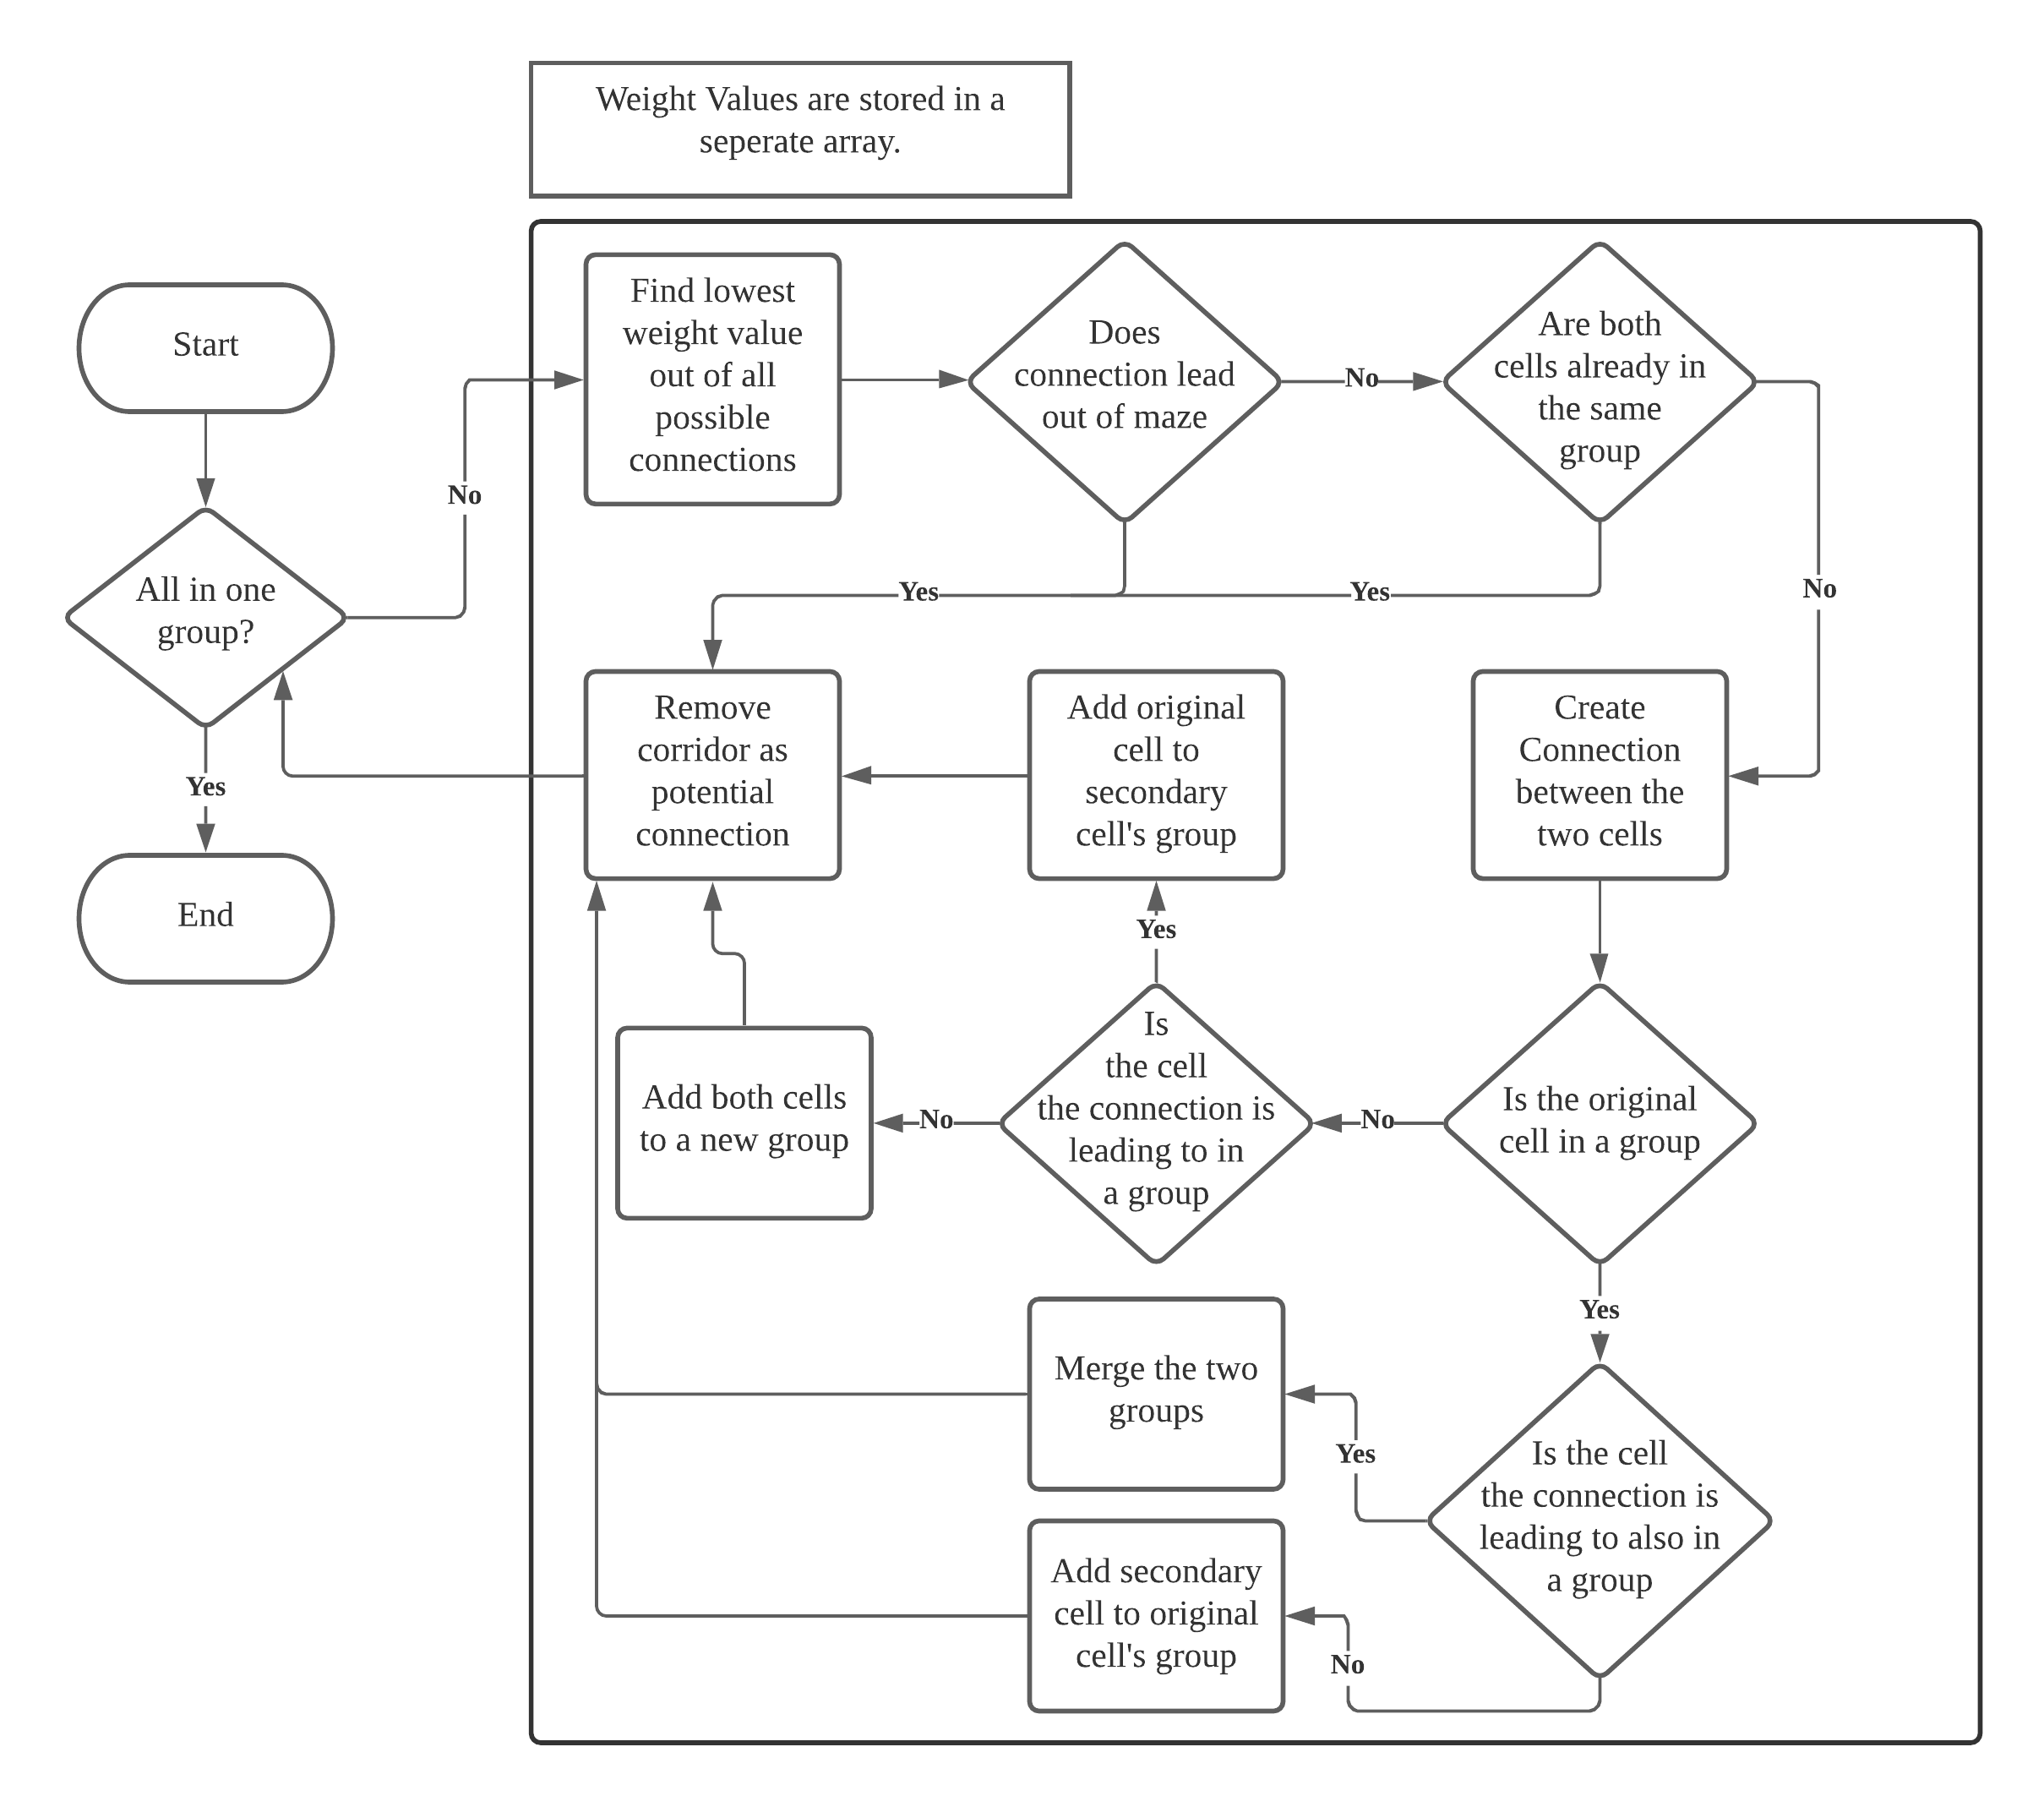 Weight Values are stored in a
seperate array.
Start
All in one
group?
No
Yes
End
Find lowest
weight value
out of all
possible
connections
Does
connection lead
out of maze
No
Are both
cells already in
the same
group
Yes
Yes
No
Remove
corridor as
potential
connection
Add original
cell to
secondary
cell's group
Create
Connection
between the
two cells
Yes
Add both cells
to a new group
No
Is
the cell
the connection is
leading to in
a group
No
Is the original
cell in a group
Yes
Merge the two
groups
Yes
Is the cell
the connection is
leading to also in
a group
Add secondary
cell to original
cell's group
No